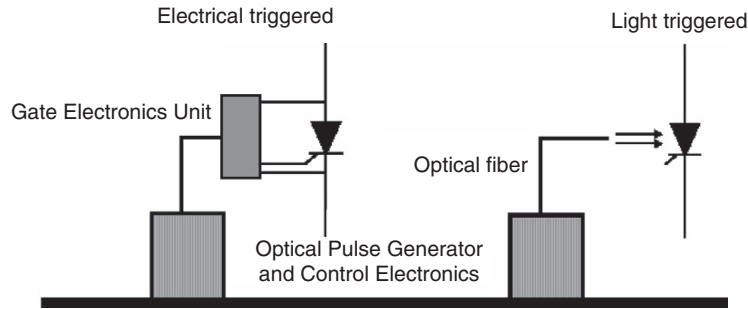 Electrical triggered
Light triggered
Gate Electronics Unit
Optical fiber
Optical Pulse Generator
and Control Electronics